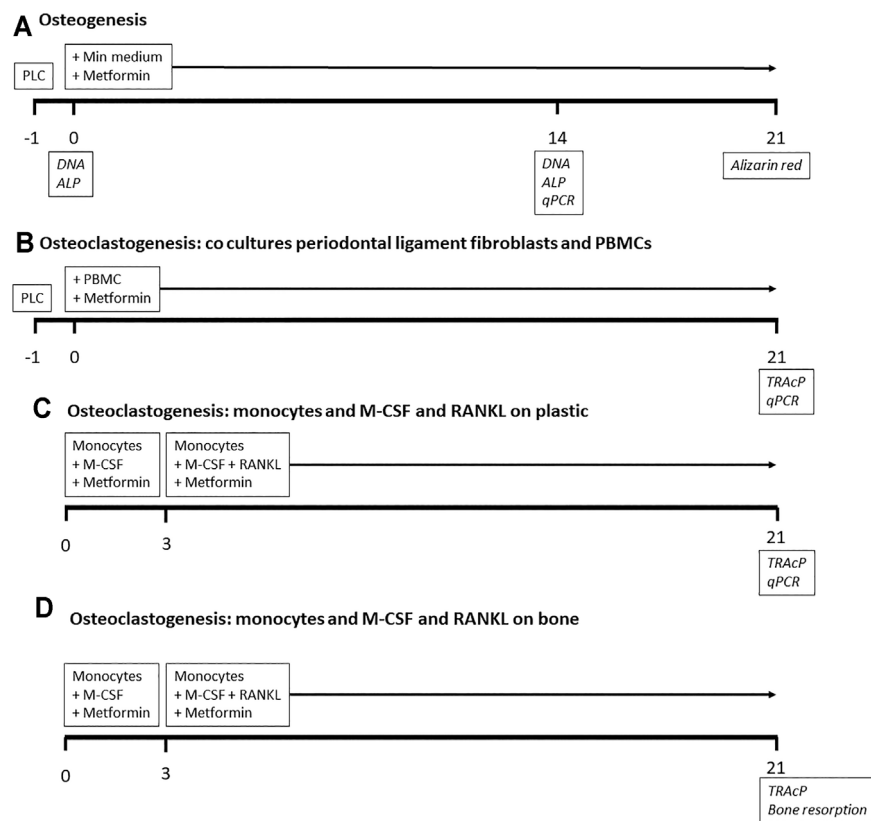 A Osteogenesis
+ Min medium
+ Metformin
PLC
-1 0 14 21
DNA
ALP
DNA
ALP
qPCR
Alizarin red
B Osteoclastogenesis: co cultures periodontal ligament fibroblasts and PBMCs
+ PBMC
+ Metformin
PLC
-1 0 21
TRAcP
qPCR
C Osteoclastogenesis: monocytes and M-CSF and RANKL on plastic
Monocytes
+ M-CSF
+ Metformin
Monocytes
+ M-CSF + RANKL
+ Metformin
0 3 21
TRAcP
qPCR
D Osteoclastogenesis: monocytes and M-CSF and RANKL on bone
Monocytes
+ M-CSF
+ Metformin
Monocytes
+ M-CSF + RANKL
+ Metformin
0 3 21
TRAcP
Bone resorption